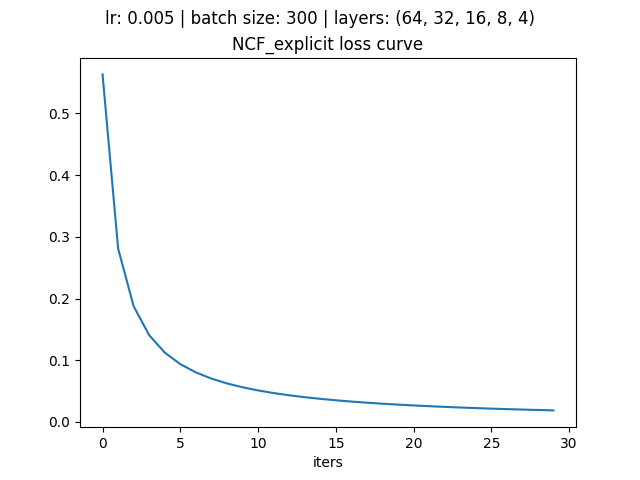 lr: 0.005 | batch size: 300 | layers: (64, 32, 16, 8, 4)
NCF_explicit loss curve
0.5
0.4
0.3
0.2
0.1
0.0
0 5 10 15 20 25 30
iters